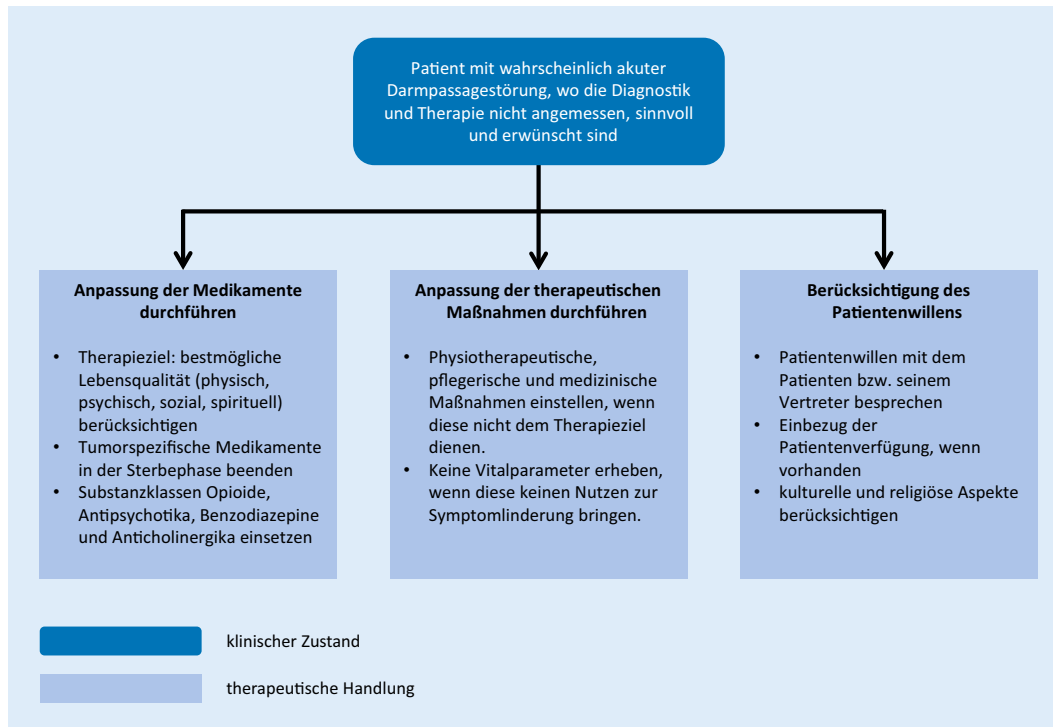 Patient mit wahrscheinlich akuter
Darmpassagestörung, wo die Diagnostik
und Therapie nicht angemessen, sinnvoll
und erwünscht sind
Anpassung der Medikamente
durchführen
• Therapieziel: bestmögliche
Lebensqualität (physisch,
psychisch, sozial, spirituell)
berücksichtigen
• Tumorspezifische Medikamente
in der Sterbephase beenden
• Substanzklassen Opioide,
Antipsychotika, Benzodiazepine
und Anticholinergika einsetzen
Anpassung der therapeutischen
Maßnahmen durchführen
• Physiotherapeutische,
pflegerische und medizinische
Maßnahmen einstellen, wenn
diese nicht dem Therapieziel
dienen.
• Keine Vitalparameter erheben,
wenn diese keinen Nutzen zur
Symptomlinderung bringen.
Berücksichtigung des
Patientenwillens
• Patientenwillen mit dem
Patienten bzw. seinem
Vertreter besprechen
• Einbezug der
Patientenverfügung, wenn
vorhanden
• kulturelle und religiöse Aspekte
berücksichtigen
klinischer Zustand
therapeutische Handlung